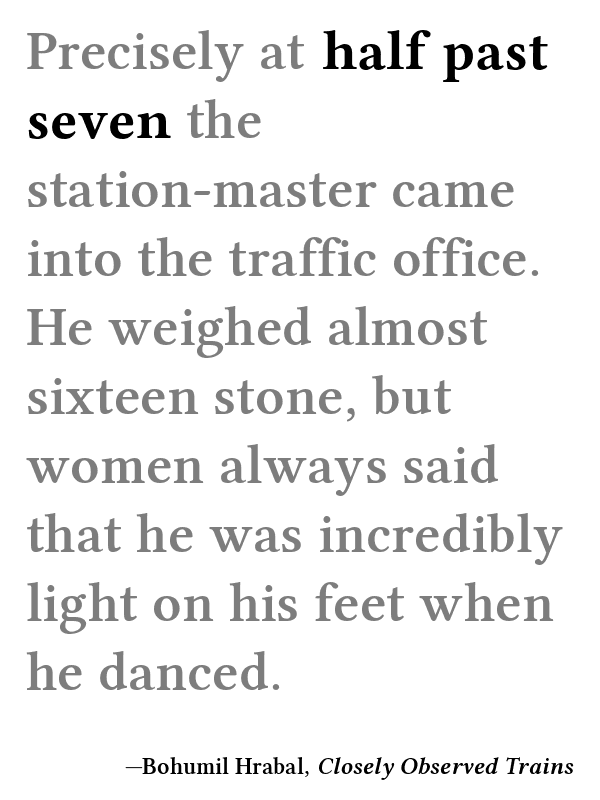 Precisely at half past
seven the
station-master came
into the traffic office.
He weighed almost
sixteen stone, but
women always said
that he was incredibly
light on his feet when
he danced.
—Bohumil Hrabal, Closely Observed Trains